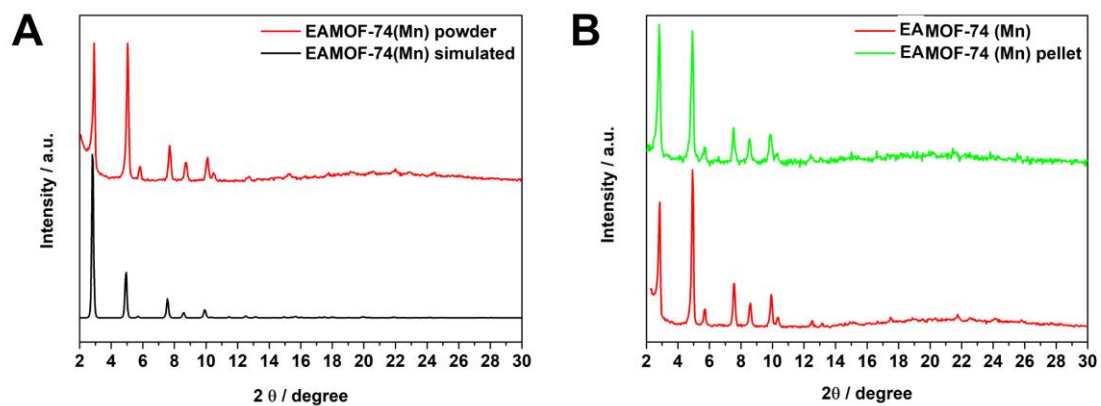 A
EAMOF-74(Mn) powder
EAMOF-74(Mn) simulated
Intensity / a.u.
2 4 6 8 10 12 14 16 18 20 22 24 26 28 30
2 θ / degree
B
EAMOF-74 (Mn)
EAMOF-74 (Mn) pellet
Intensity / a.u.
2 4 6 8 10 12 14 16 18 20 22 24 26 28 30
2θ / degree